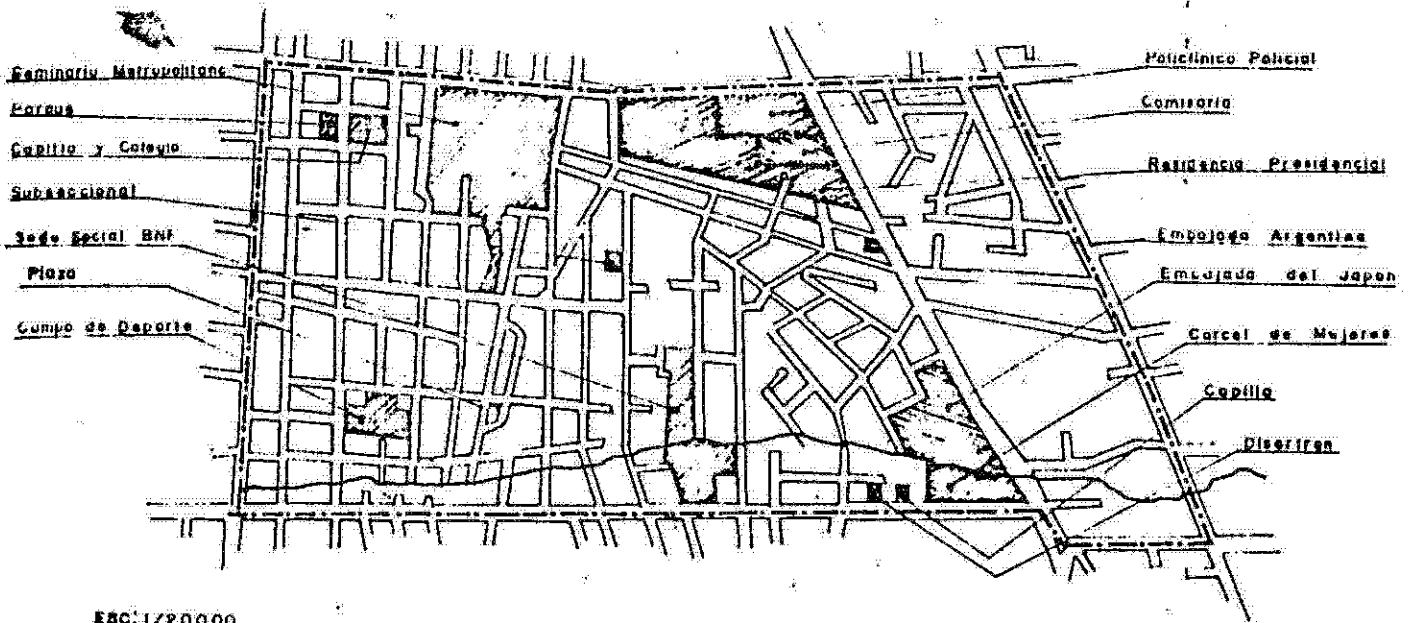 Seminario Metropolitano
Parque
Capilla y Colegio
Subseccional
Sede Social BNF
Plaza
Campo de Deporte
Policlínico Policial
Comisaria
Residencia Presidencial
Embajada Argentina
Embajada del Japon
Carcel de Mujeres
Capilla
ESC: 1/20000